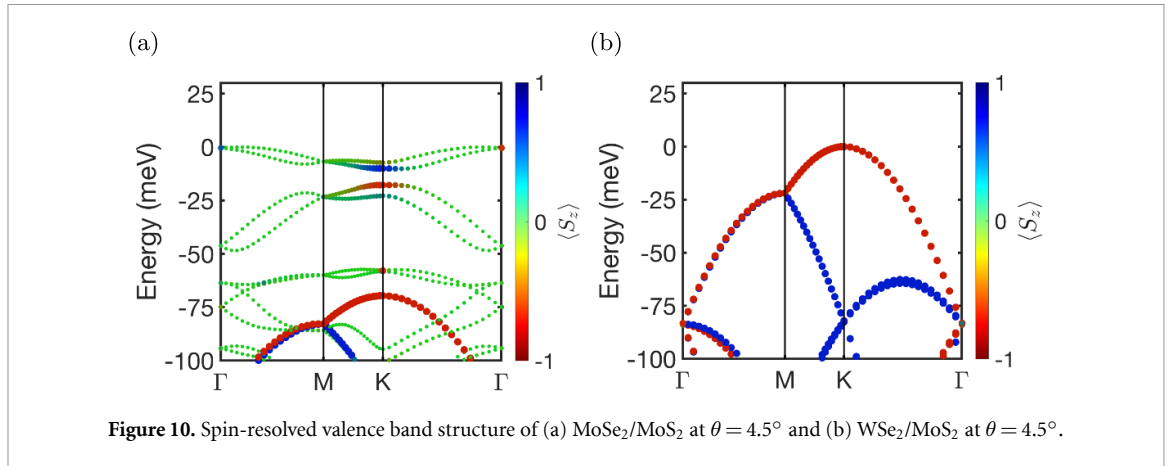 (a)
(b)
25
0
-25
-50
-75
-100
Energy (meV)
Γ
M
K
Γ
1
0
-1
⟨S_z⟩
25
0
-25
-50
-75
-100
Energy (meV)
Γ
M
K
Γ
1
0
-1
⟨S_z⟩
Figure 10. Spin-resolved valence band structure of (a) MoSe₂/MoS₂ at θ = 4.5° and (b) WSe₂/MoS₂ at θ = 4.5°.